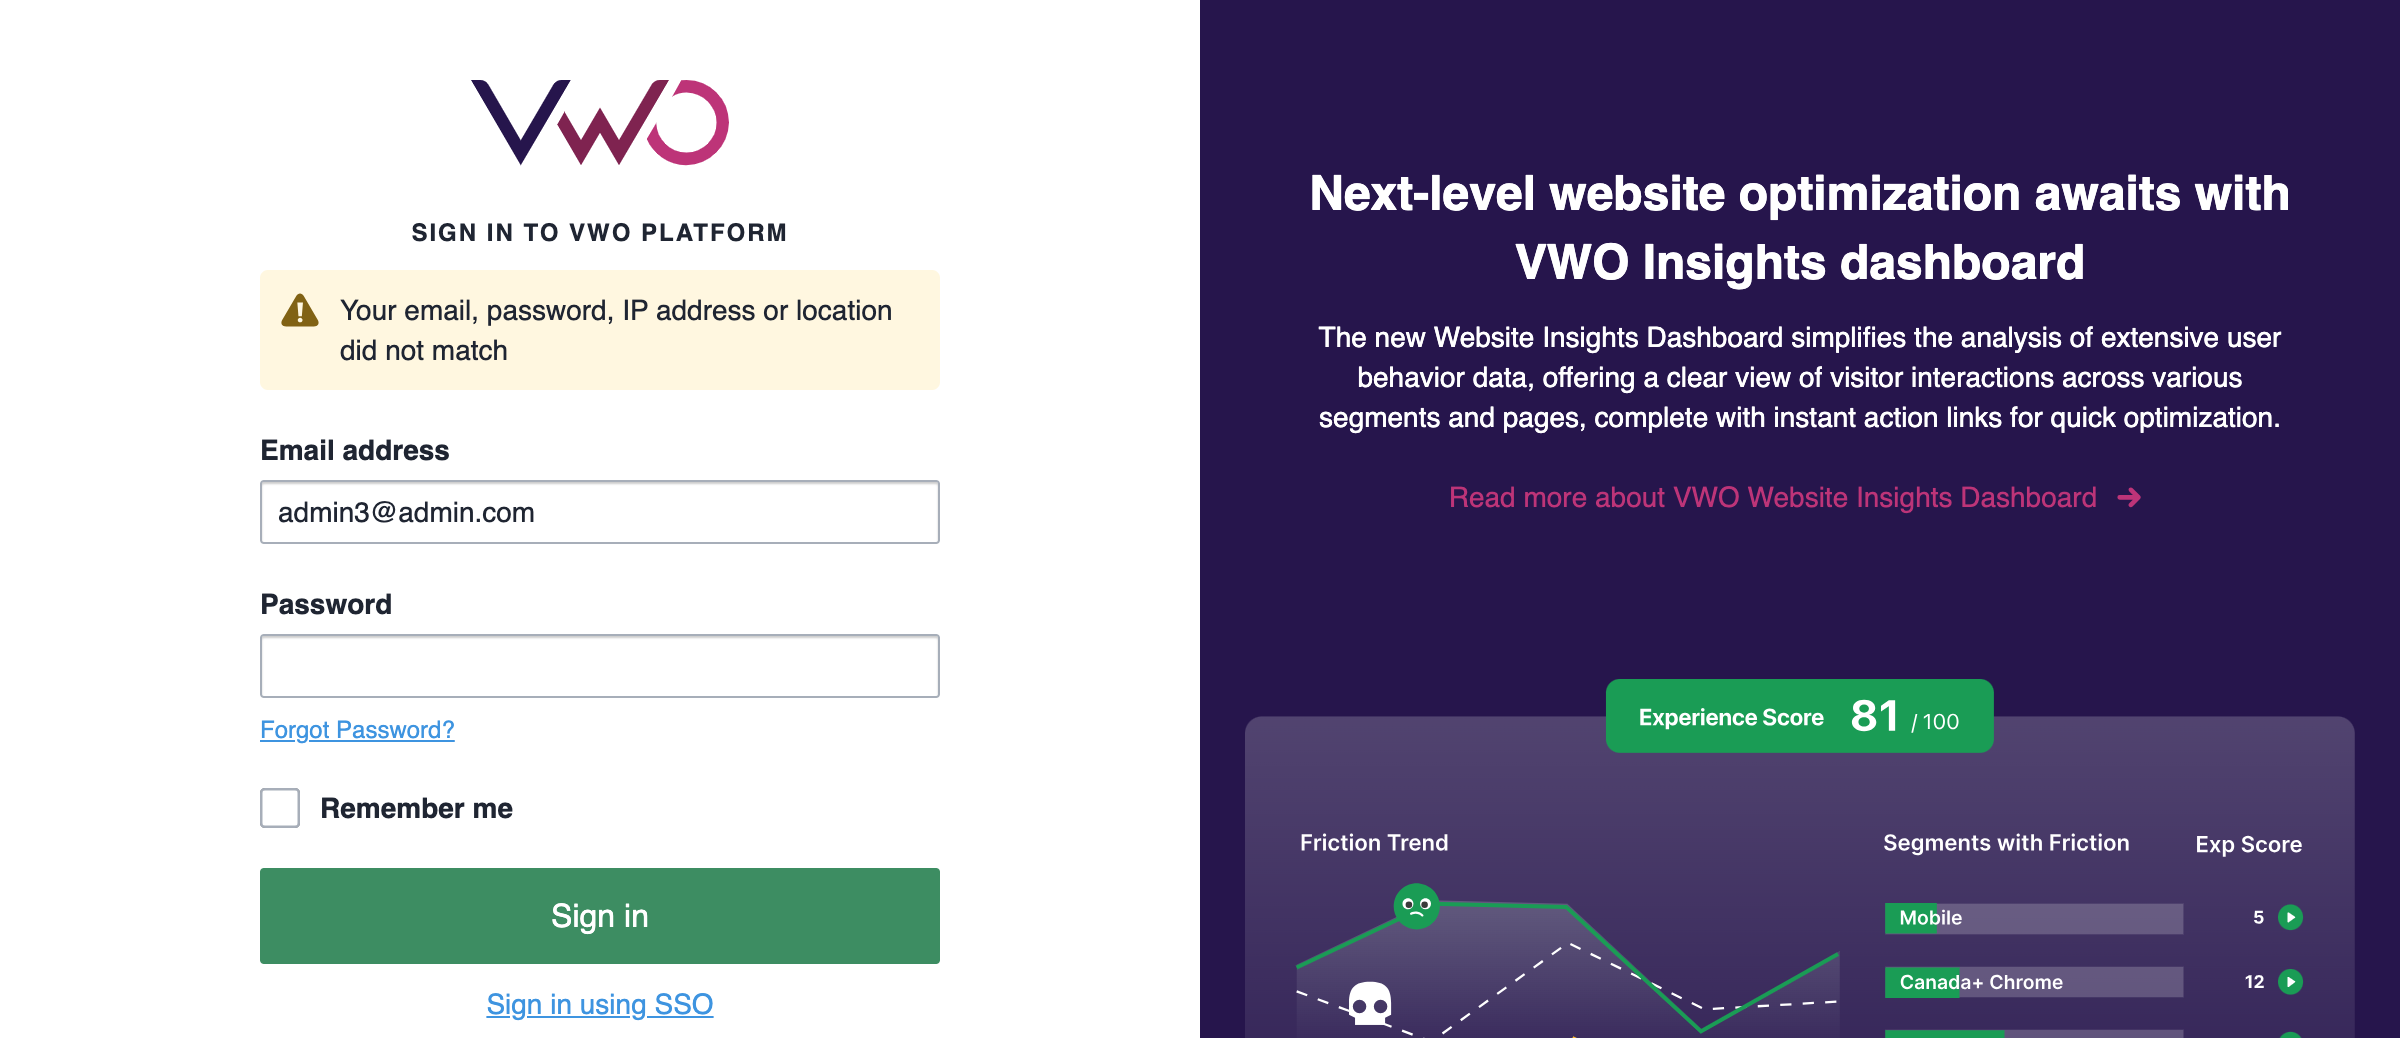 VWO
SIGN IN TO VWO PLATFORM
Your email, password, IP address or location
did not match
Email address
admin3@admin.com
Password
Forgot Password?
Remember me
Sign in
Sign in using SSO
Next-level website optimization awaits with
VWO Insights dashboard
The new Website Insights Dashboard simplifies the analysis of extensive user
behavior data, offering a clear view of visitor interactions across various
segments and pages, complete with instant action links for quick optimization.
Read more about VWO Website Insights Dashboard →
Experience Score 81 / 100
Friction Trend
Segments with Friction Exp Score
Mobile 5
Canada+ Chrome 12